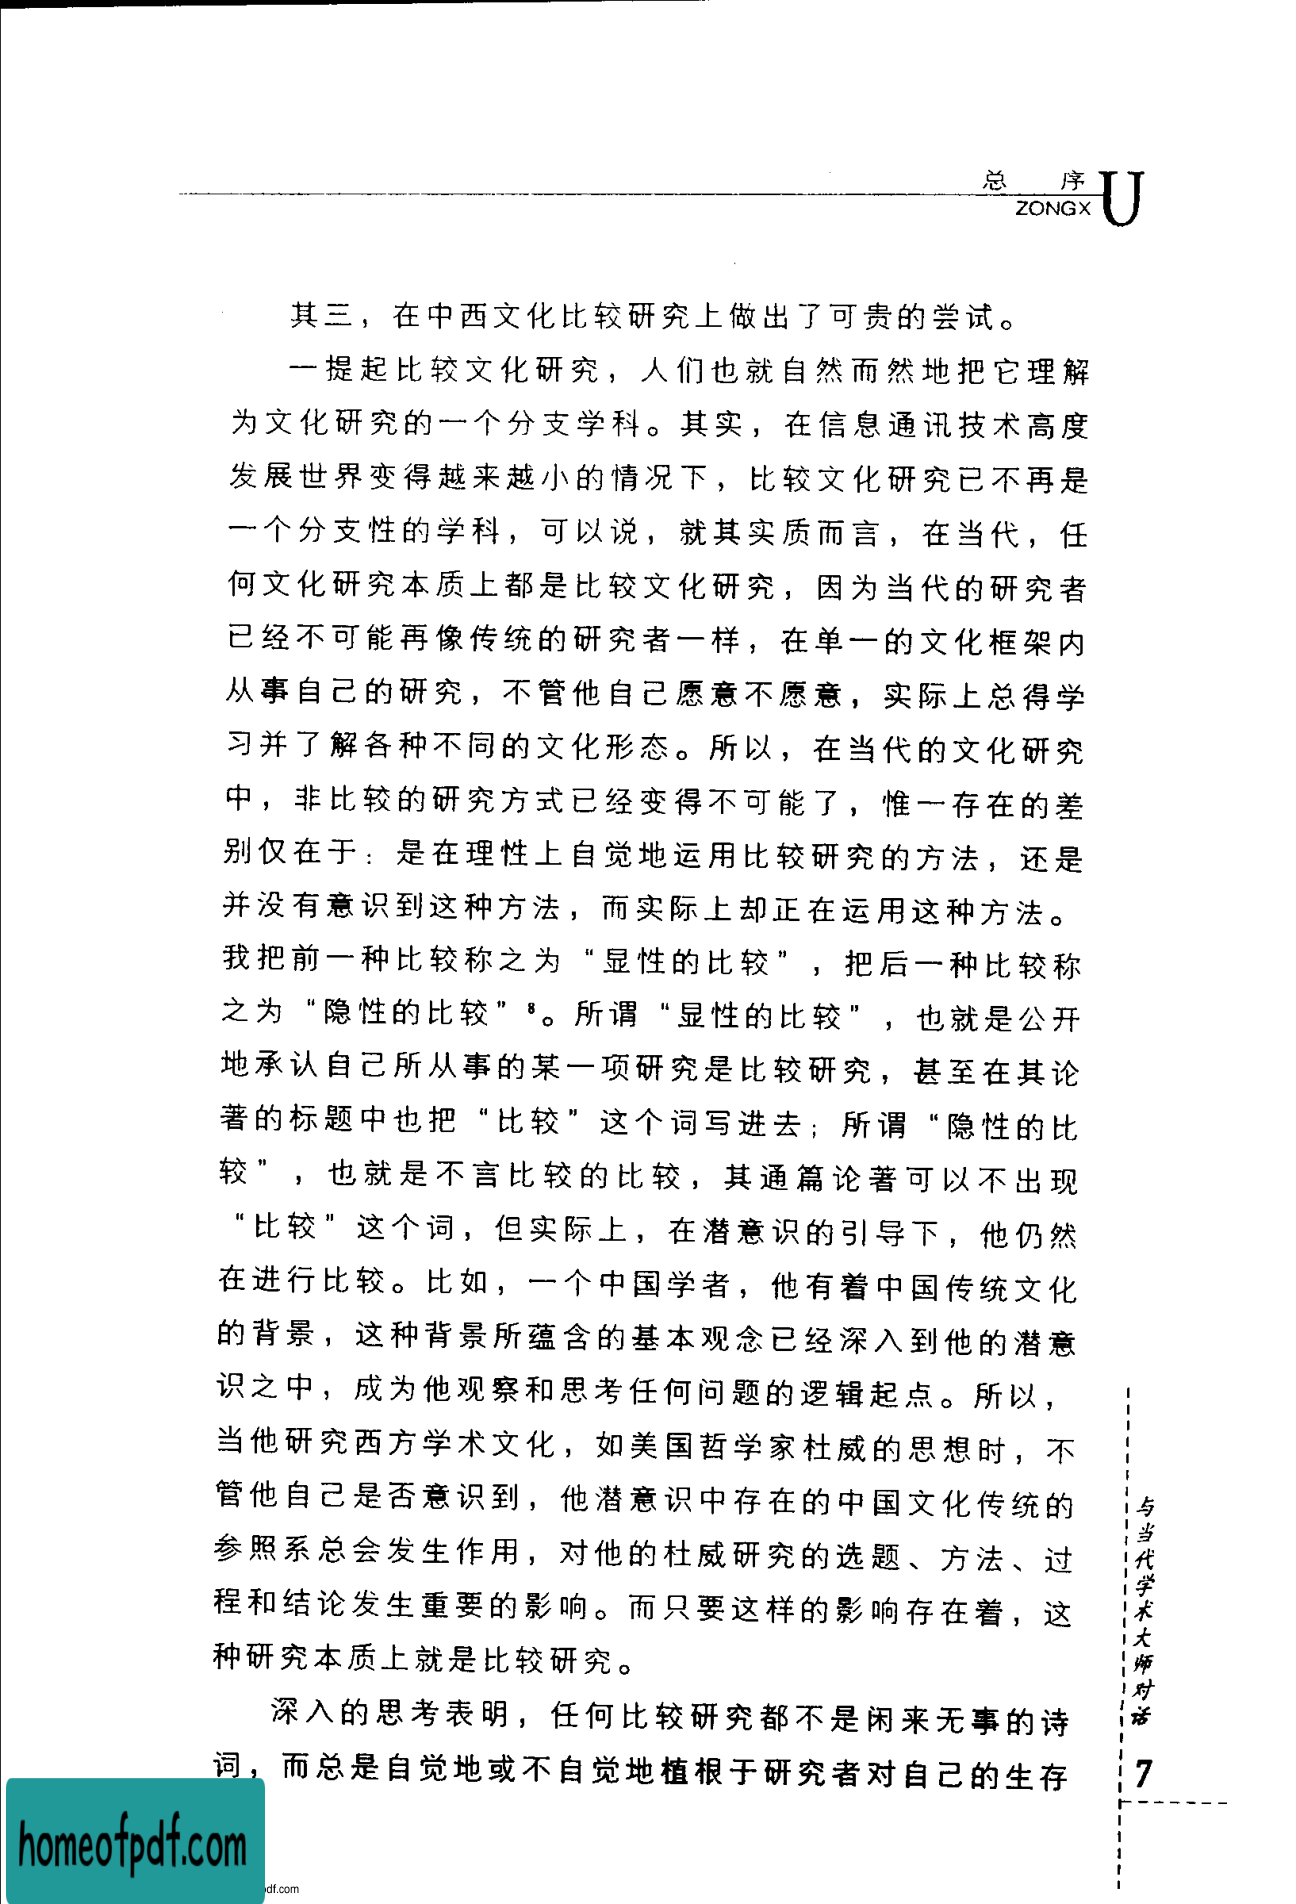 总 序
ZONGXU
其三，在中西文化比较研究上做出了可贵的尝试。
一提起比较文化研究，人们也就自然而然地把它理解
为文化研究的一个分支学科。其实，在信息通讯技术高度
发展世界变得越来越小的情况下，比较文化研究已不再是
一个分支性的学科，可以说，就其实质而言，在当代，任
何文化研究本质上都是比较文化研究，因为当代的研究者
已经不可能再像传统的研究者一样，在单一的文化框架内
从事自己的研究，不管他自己愿意不愿意，实际上总得学
习并了解各种不同的文化形态。所以，在当代的文化研究
中，非比较的研究方式已经变得不可能了，惟一存在的差
别仅在于：是在理性上自觉地运用比较研究的方法，还是
并没有意识到这种方法，而实际上却正在运用这种方法。
我把前一种比较称之为“显性的比较”，把后一种比较称
之为“隐性的比较”⁸。所谓“显性的比较”，也就是公开
地承认自己所从事的某一项研究是比较研究，甚至在其论
著的标题中也把“比较”这个词写进去；所谓“隐性的比
较”，也就是不言比较的比较，其通篇论著可以不出现
“比较”这个词，但实际上，在潜意识的引导下，他仍然
在进行比较。比如，一个中国学者，他有着中国传统文化
的背景，这种背景所蕴含的基本观念已经深入到他的潜意
识之中，成为他观察和思考任何问题的逻辑起点。所以，
当他研究西方学术文化，如美国哲学家杜威的思想时，不
管他自己是否意识到，他潜意识中存在的中国文化传统的
参照系总会发生作用，对他的杜威研究的选题、方法、过
程和结论发生重要的影响。而只要这样的影响存在着，这
种研究本质上就是比较研究。
深入的思考表明，任何比较研究都不是闲来无事的诗
词，而总是自觉地或不自觉地植根于研究者对自己的生存
与当代学术大师对话
7
homeofpdf.com
df.com